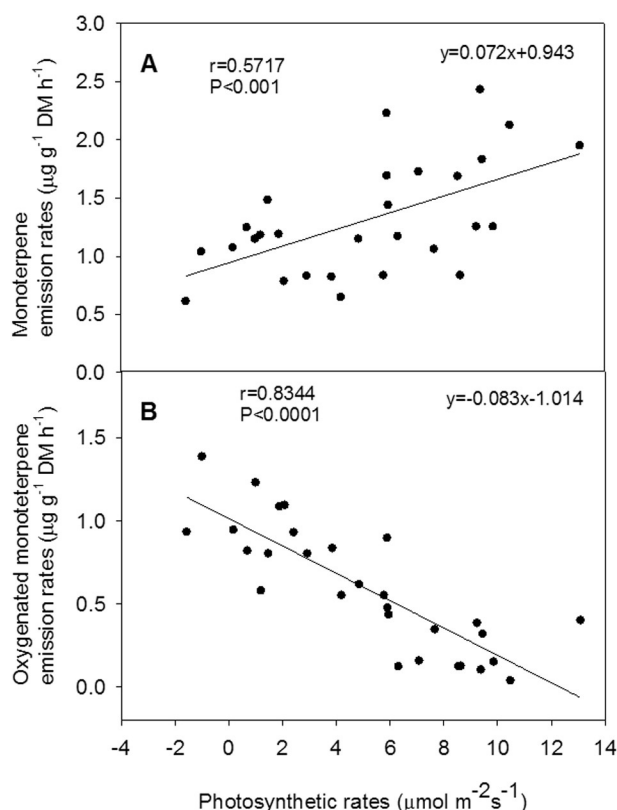 3.0
A
r=0.5717
P<0.001
y=0.072x+0.943
2.5
2.0
1.5
1.0
0.5
0.0
Monoterpene
emission rates (µg g-1 DM h-1)
B
r=0.8344
P<0.0001
y=-0.083x-1.014
1.5
1.0
0.5
0.0
Oxygenated monoteterpene
emission rates (µg g-1 DM h-1)
-4 -2 0 2 4 6 8 10 12 14
Photosynthetic rates (µmol m-2s-1)